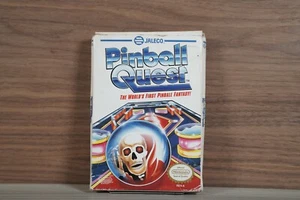 JALECO
Pinball
Quest
THE WORLD'S FIRST PINBALL FANTASY!